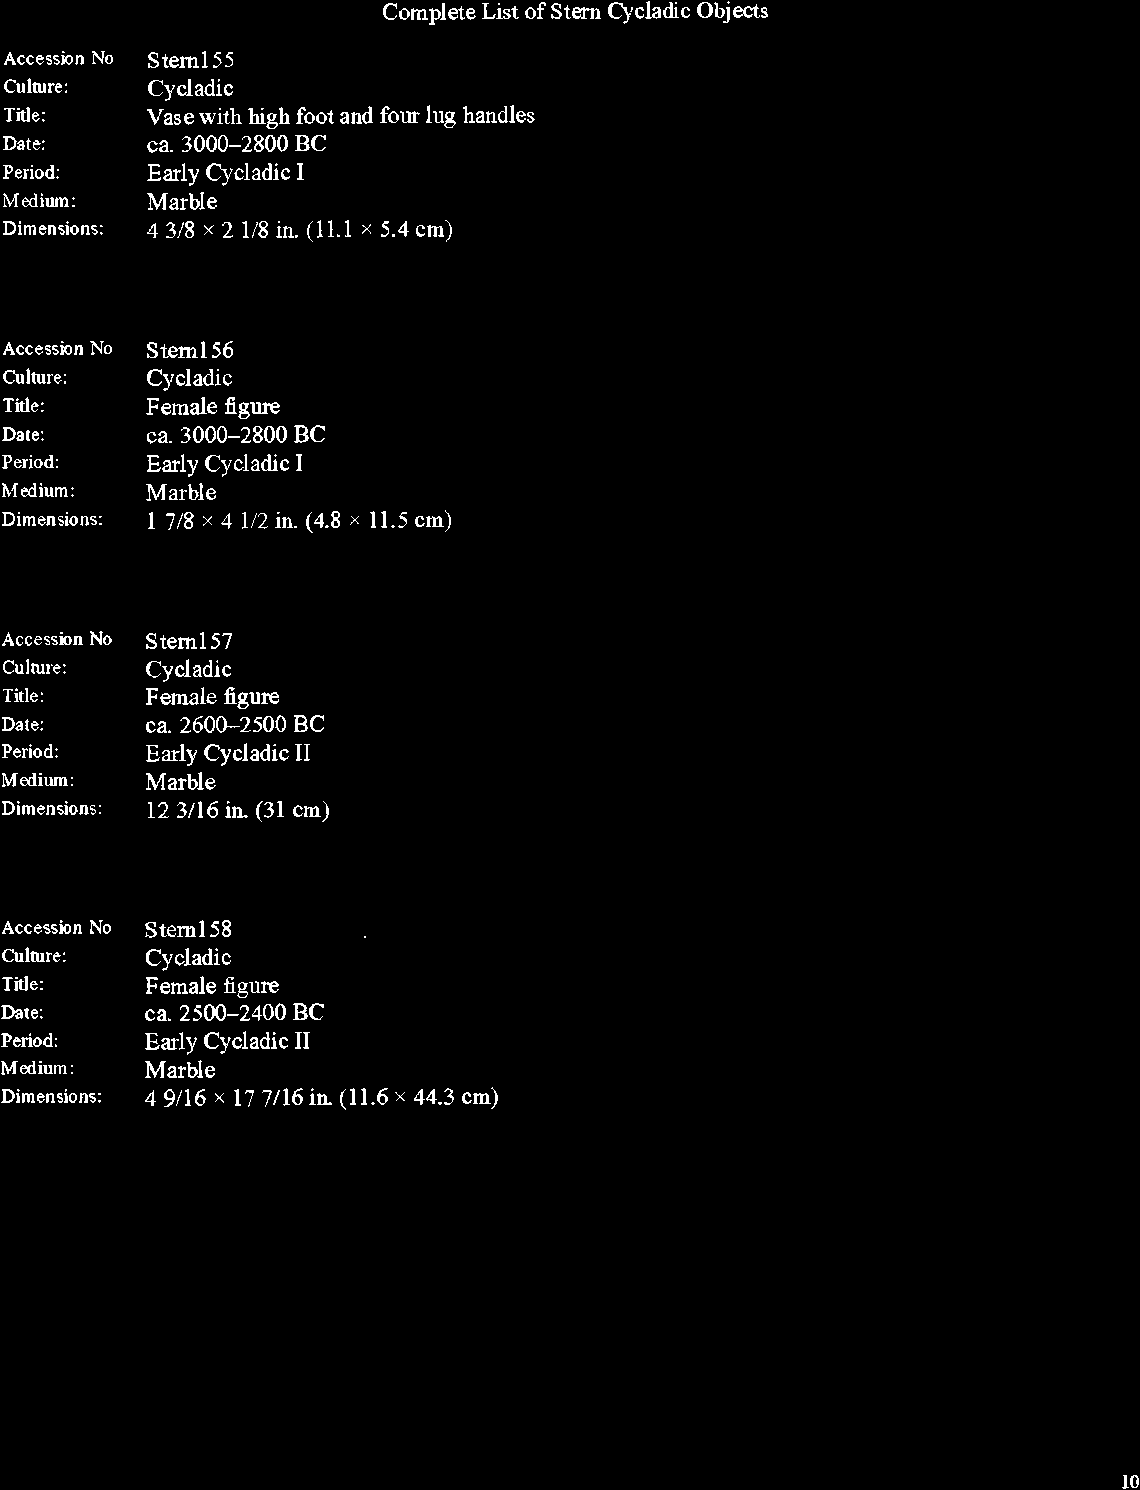 Complete List of Stern Cycladic Objects
Accession No Stern155
Culture: Cycladic
Title: Vase with high foot and four lug handles
Date: ca. 3000–2800 BC
Period: Early Cycladic I
Medium: Marble
Dimensions: 4 3/8 × 2 1/8 in. (11.1 × 5.4 cm)
Accession No Stern156
Culture: Cycladic
Title: Female figure
Date: ca. 3000–2800 BC
Period: Early Cycladic I
Medium: Marble
Dimensions: 1 7/8 × 4 1/2 in. (4.8 × 11.5 cm)
Accession No Stern157
Culture: Cycladic
Title: Female figure
Date: ca. 2600–2500 BC
Period: Early Cycladic II
Medium: Marble
Dimensions: 12 3/16 in. (31 cm)
Accession No Stern158
Culture: Cycladic
Title: Female figure
Date: ca. 2500–2400 BC
Period: Early Cycladic II
Medium: Marble
Dimensions: 4 9/16 × 17 7/16 in. (11.6 × 44.3 cm)
10